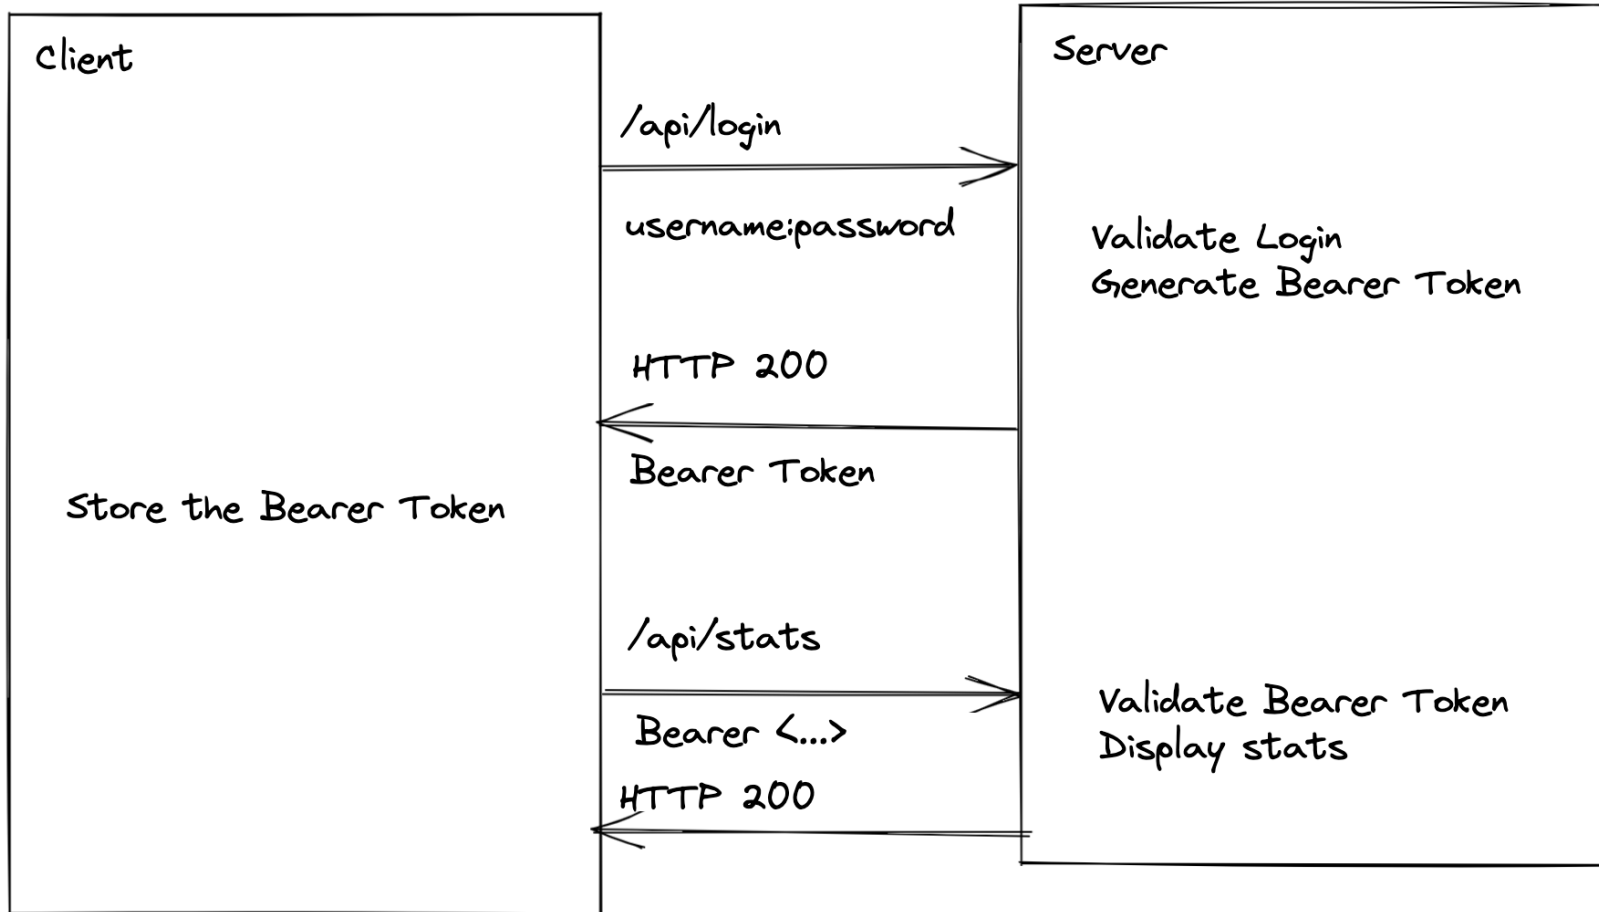 Client
Server
/api/login
username:password
Validate Login
Generate Bearer Token
HTTP 200
Bearer Token
Store the Bearer Token
/api/stats
Bearer <...>
Validate Bearer Token
Display stats
HTTP 200